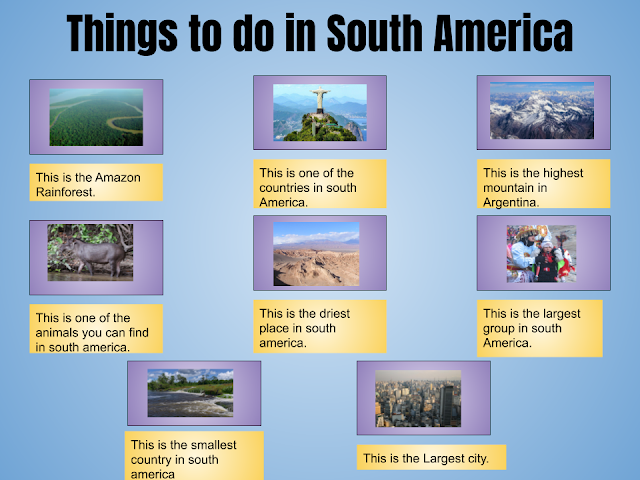 Things to do in South America
This is the Amazon
Rainforest.
This is one of the
countries in south
America.
This is the highest
mountain in
Argentina.
This is one of the
animals you can find
in south america.
This is the driest
place in south
america.
This is the largest
group in south
America.
This is the smallest
country in south
america
This is the Largest city.